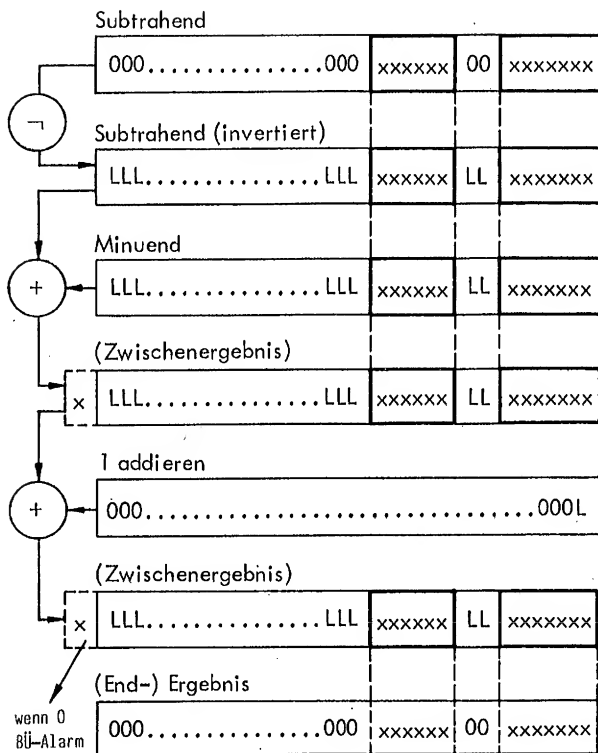 Subtrahend
000...............000 xxxxxx 00 xxxxxxx
¬
Subtrahend (invertiert)
LLL...............LLL xxxxxx LL xxxxxxx
Minuend
+ LLL...............LLL xxxxxx LL xxxxxxx
(Zwischenergebnis)
x LLL...............LLL xxxxxx LL xxxxxxx
1 addieren
+ 000.................................000L
(Zwischenergebnis)
x LLL...............LLL xxxxxx LL xxxxxxx
(End-) Ergebnis
wenn 0
BÜ-Alarm
000...............000 xxxxxx 00 xxxxxxx